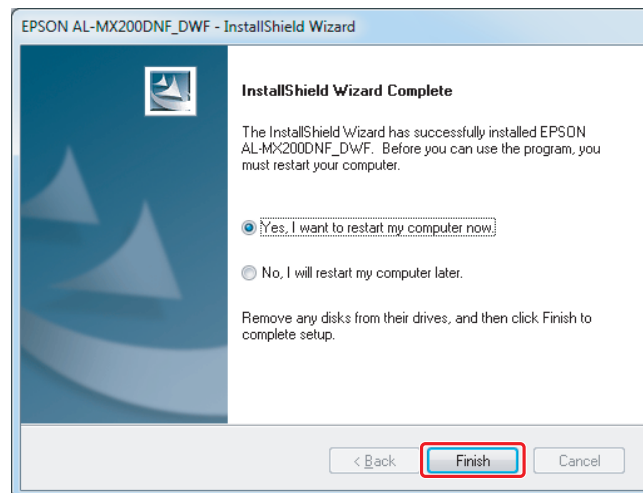 EPSON AL-MX200DNF_DWF - InstallShield Wizard
InstallShield Wizard Complete
The InstallShield Wizard has successfully installed EPSON
AL-MX200DNF_DWF.  Before you can use the program, you
must restart your computer.
Yes, I want to restart my computer now.
No, I will restart my computer later.
Remove any disks from their drives, and then click Finish to
complete setup.
< Back
Finish
Cancel